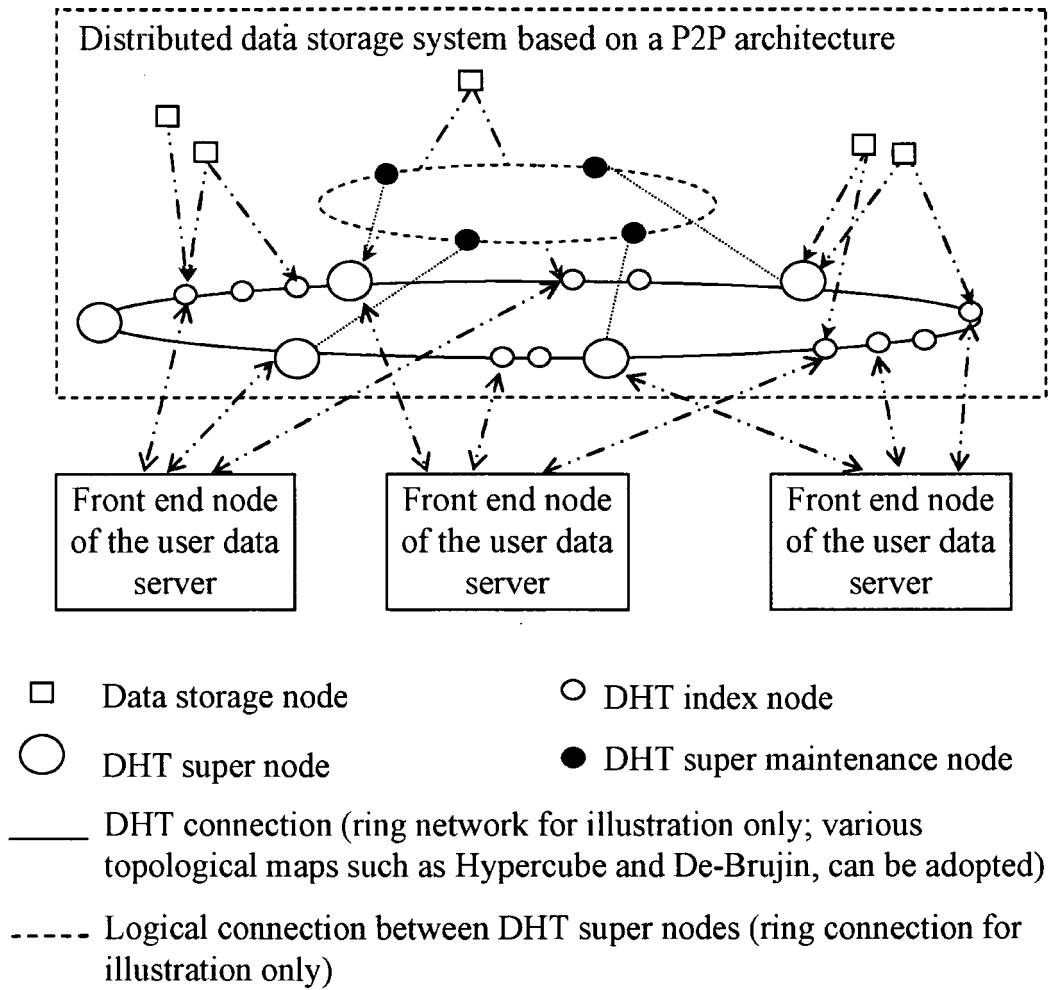 Distributed data storage system based on a P2P architecture
Front end node
of the user data
server
Front end node
of the user data
server
Front end node
of the user data
server
Data storage node
DHT index node
DHT super node
DHT super maintenance node
DHT connection (ring network for illustration only; various
topological maps such as Hypercube and De-Brujin, can be adopted)
Logical connection between DHT super nodes (ring connection for
illustration only)